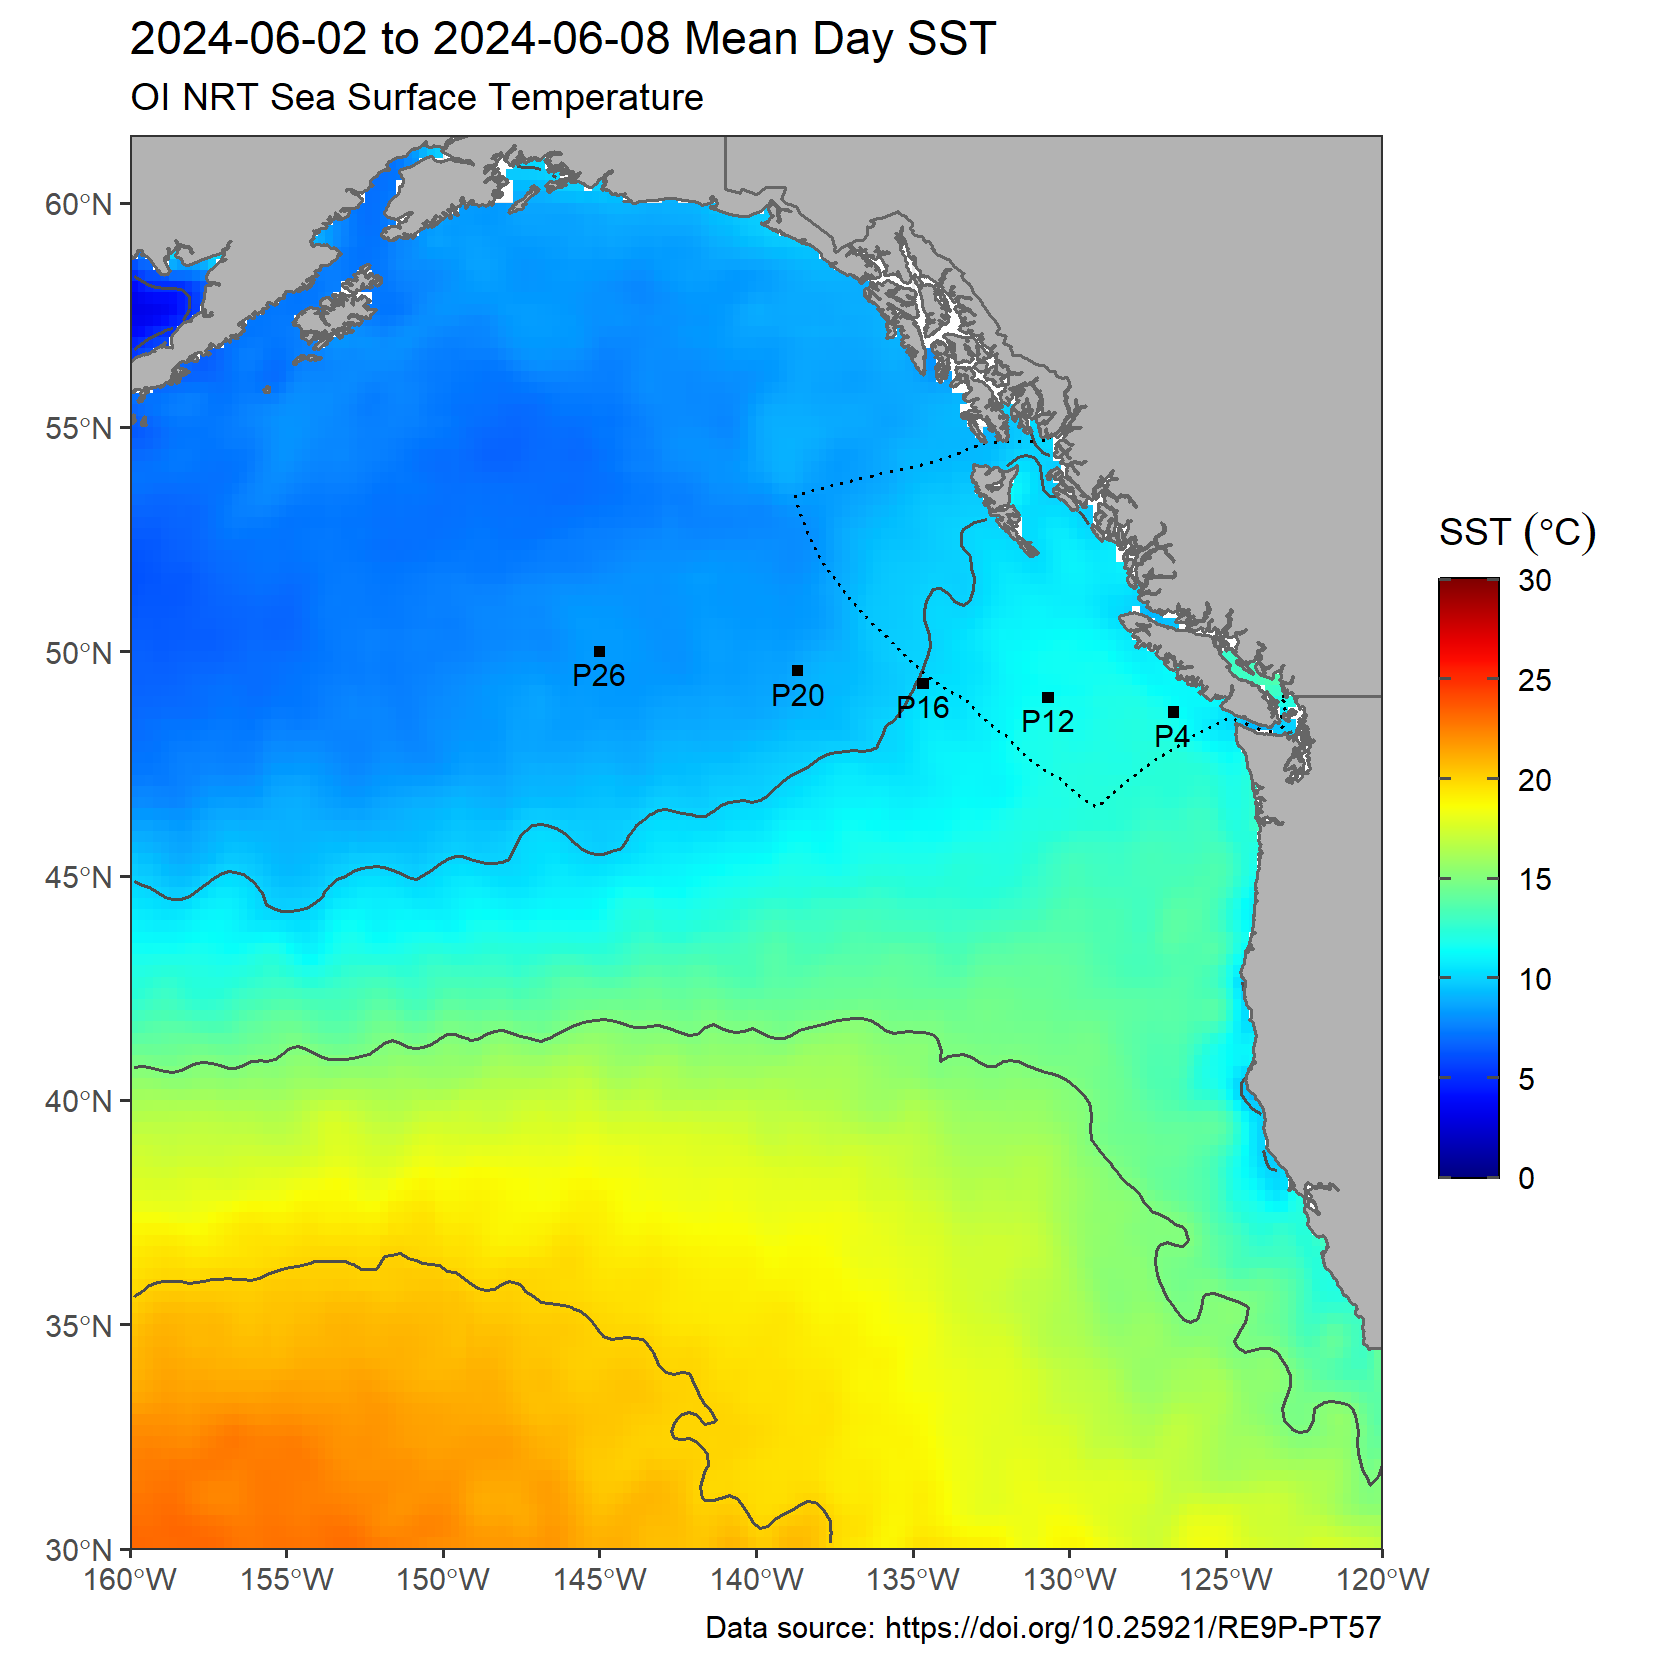 2024-06-02 to 2024-06-08 Mean Day SST
OI NRT Sea Surface Temperature
60°N
55°N
50°N
45°N
40°N
35°N
30°N
P26
P20
P16
P12
P4
SST (°C)
30
25
20
15
10
5
0
160°W
155°W
150°W
145°W
140°W
135°W
130°W
125°W
120°W
Data source: https://doi.org/10.25921/RE9P-PT57